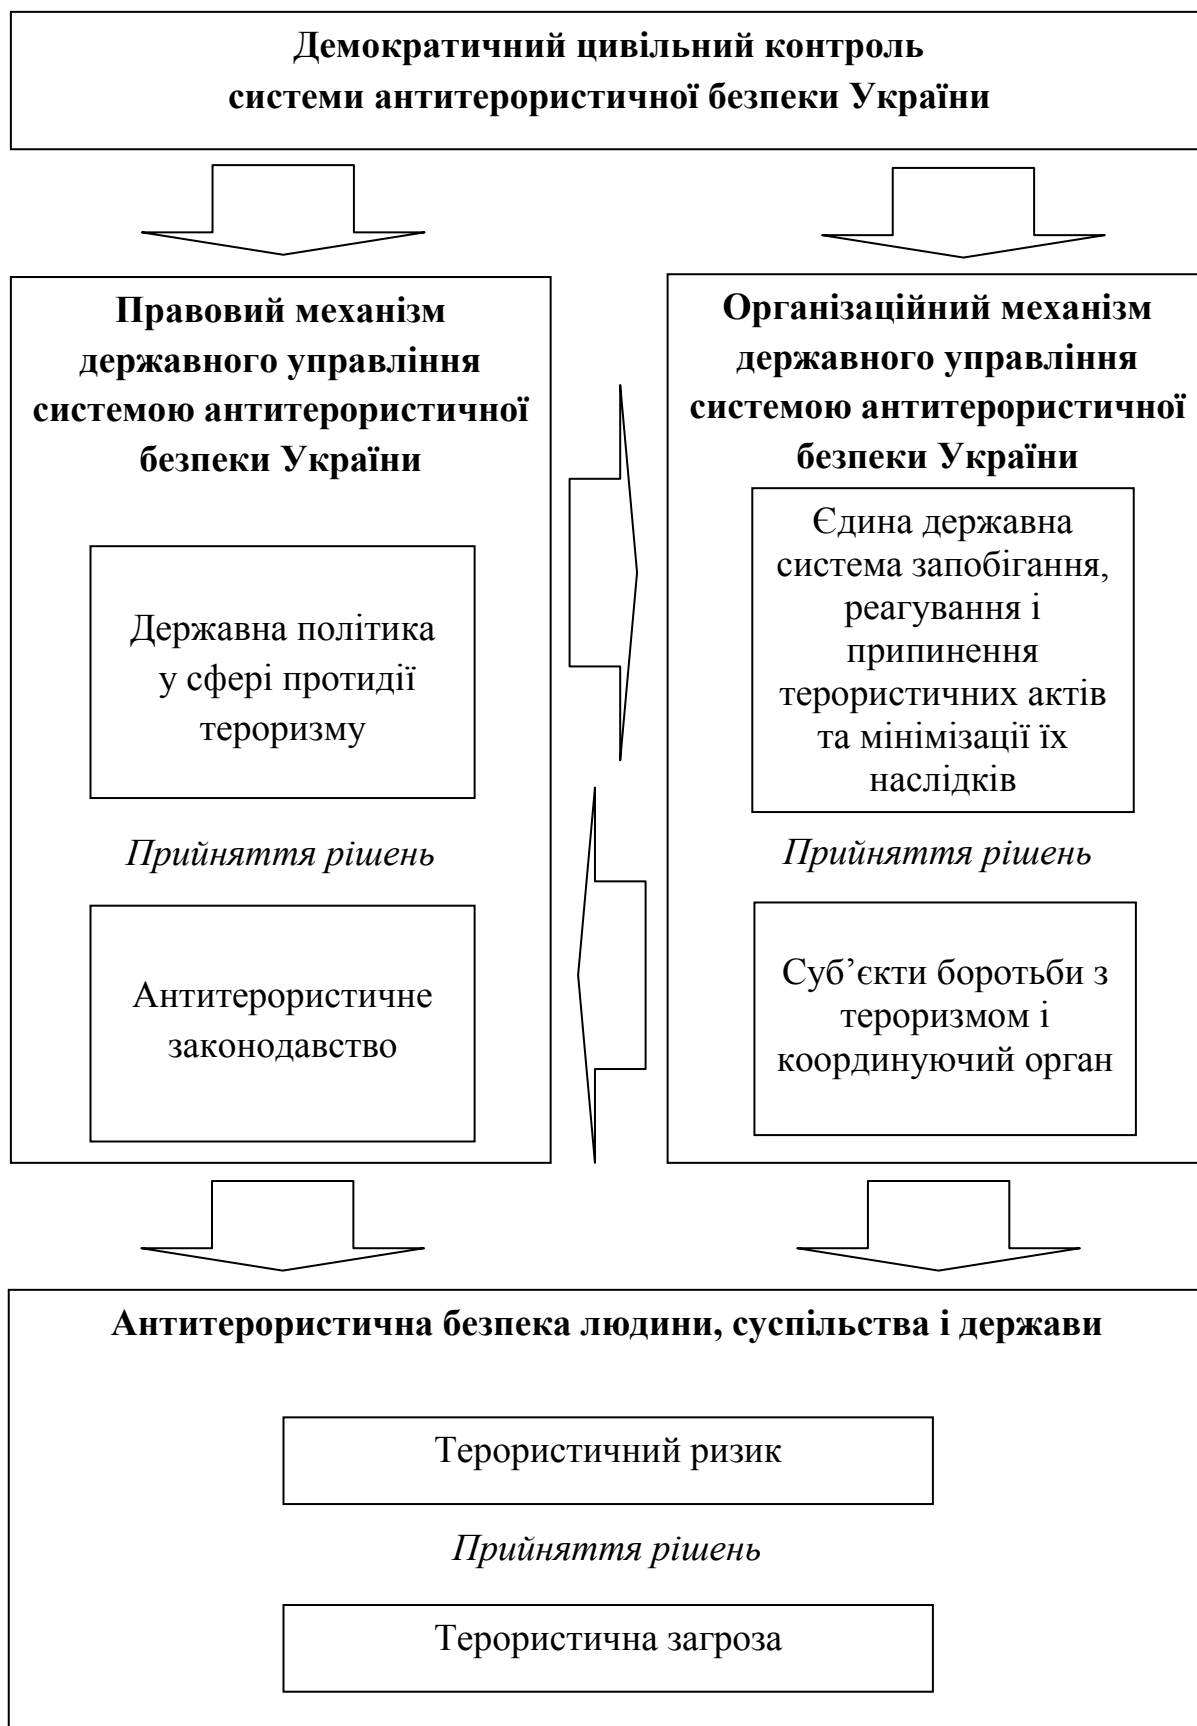 Демократичний цивільний контроль
системи антитерористичної безпеки України
Правовий механізм
державного управління
системою антитерористичної
безпеки України
Державна політика
у сфері протидії
тероризму
Прийняття рішень
Антитерористичне
законодавство
Організаційний механізм
державного управління
системою антитерористичної
безпеки України
Єдина державна
система запобігання,
реагування і
припинення
терористичних актів
та мінімізації їх
наслідків
Прийняття рішень
Суб’єкти боротьби з
тероризмом і
координуючий орган
Антитерористична безпека людини, суспільства і держави
Терористичний ризик
Прийняття рішень
Терористична загроза